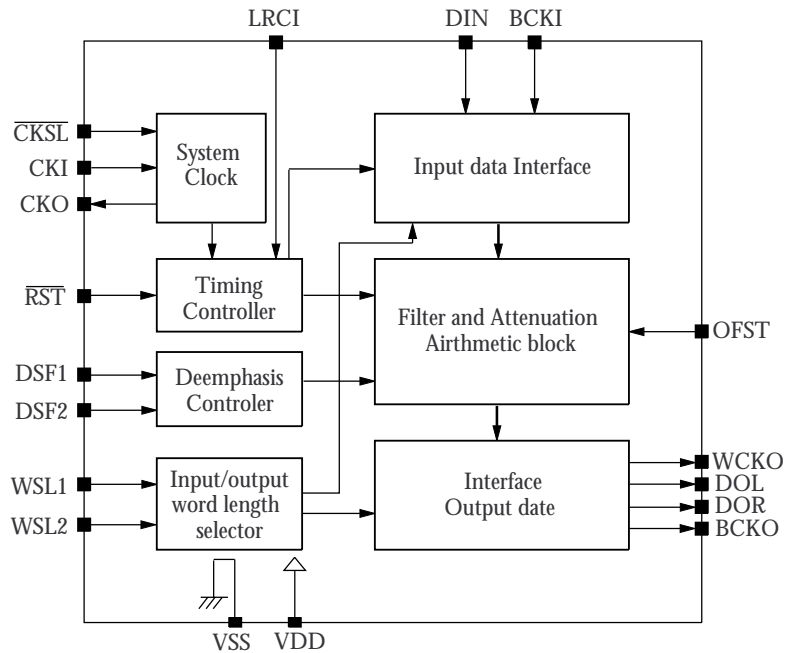 LRCI
DIN
BCKI
CKSL
CKI
CKO
System
Clock
Input data Interface
RST
Timing
Controller
Filter and Attenuation
Airthmetic block
OFST
DSF1
DSF2
Deemphasis
Controler
WSL1
WSL2
Input/output
word length
selector
Interface
Output date
WCKO
DOL
DOR
BCKO
VSS
VDD